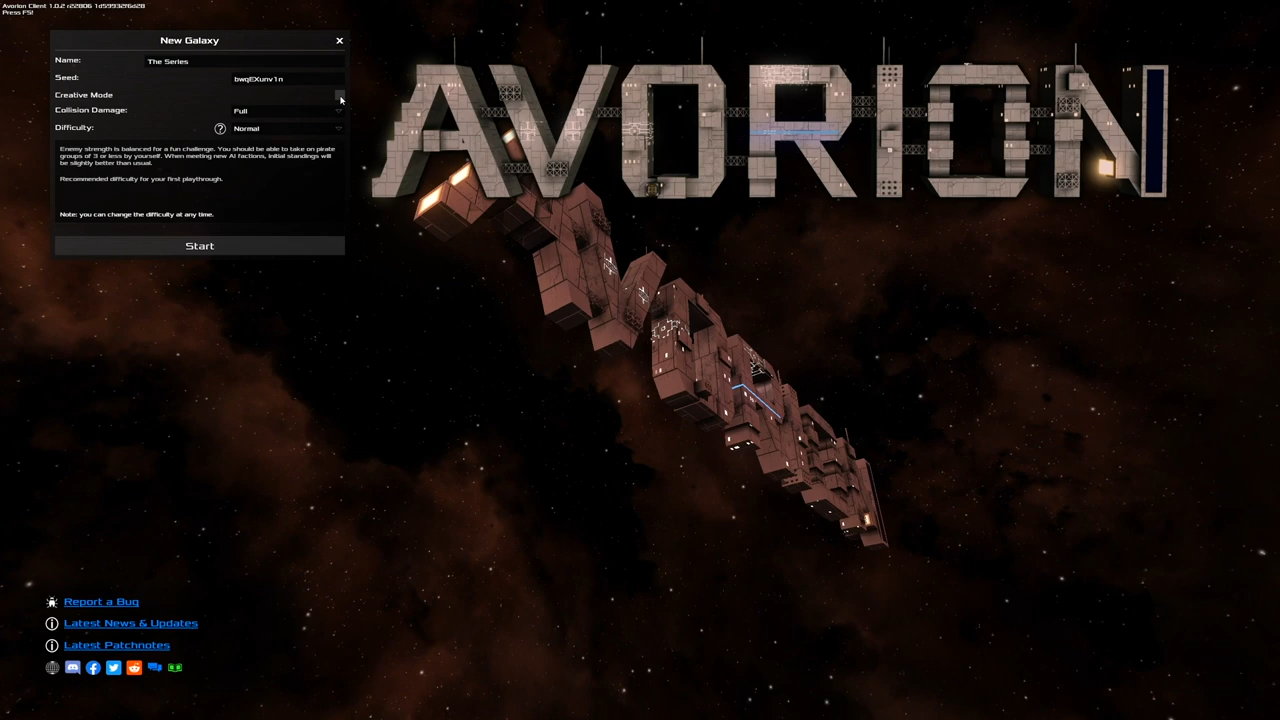 Avorion Client 1.0.2 r22806 1d59932f6d28
Press F5!
New Galaxy
Name: The Series
Seed: bwqEXunv1n
Creative Mode
Collision Damage: Full
Difficulty: Normal
Enemy strength is balanced for a fun challenge. You should be able to take on pirate
groups of 3 or less by yourself. When meeting new AI factions, initial standings will
be slightly better than usual.
Recommended difficulty for your first playthrough.
Note: you can change the difficulty at any time.
Start
AVORION
Report a Bug
Latest News & Updates
Latest Patchnotes